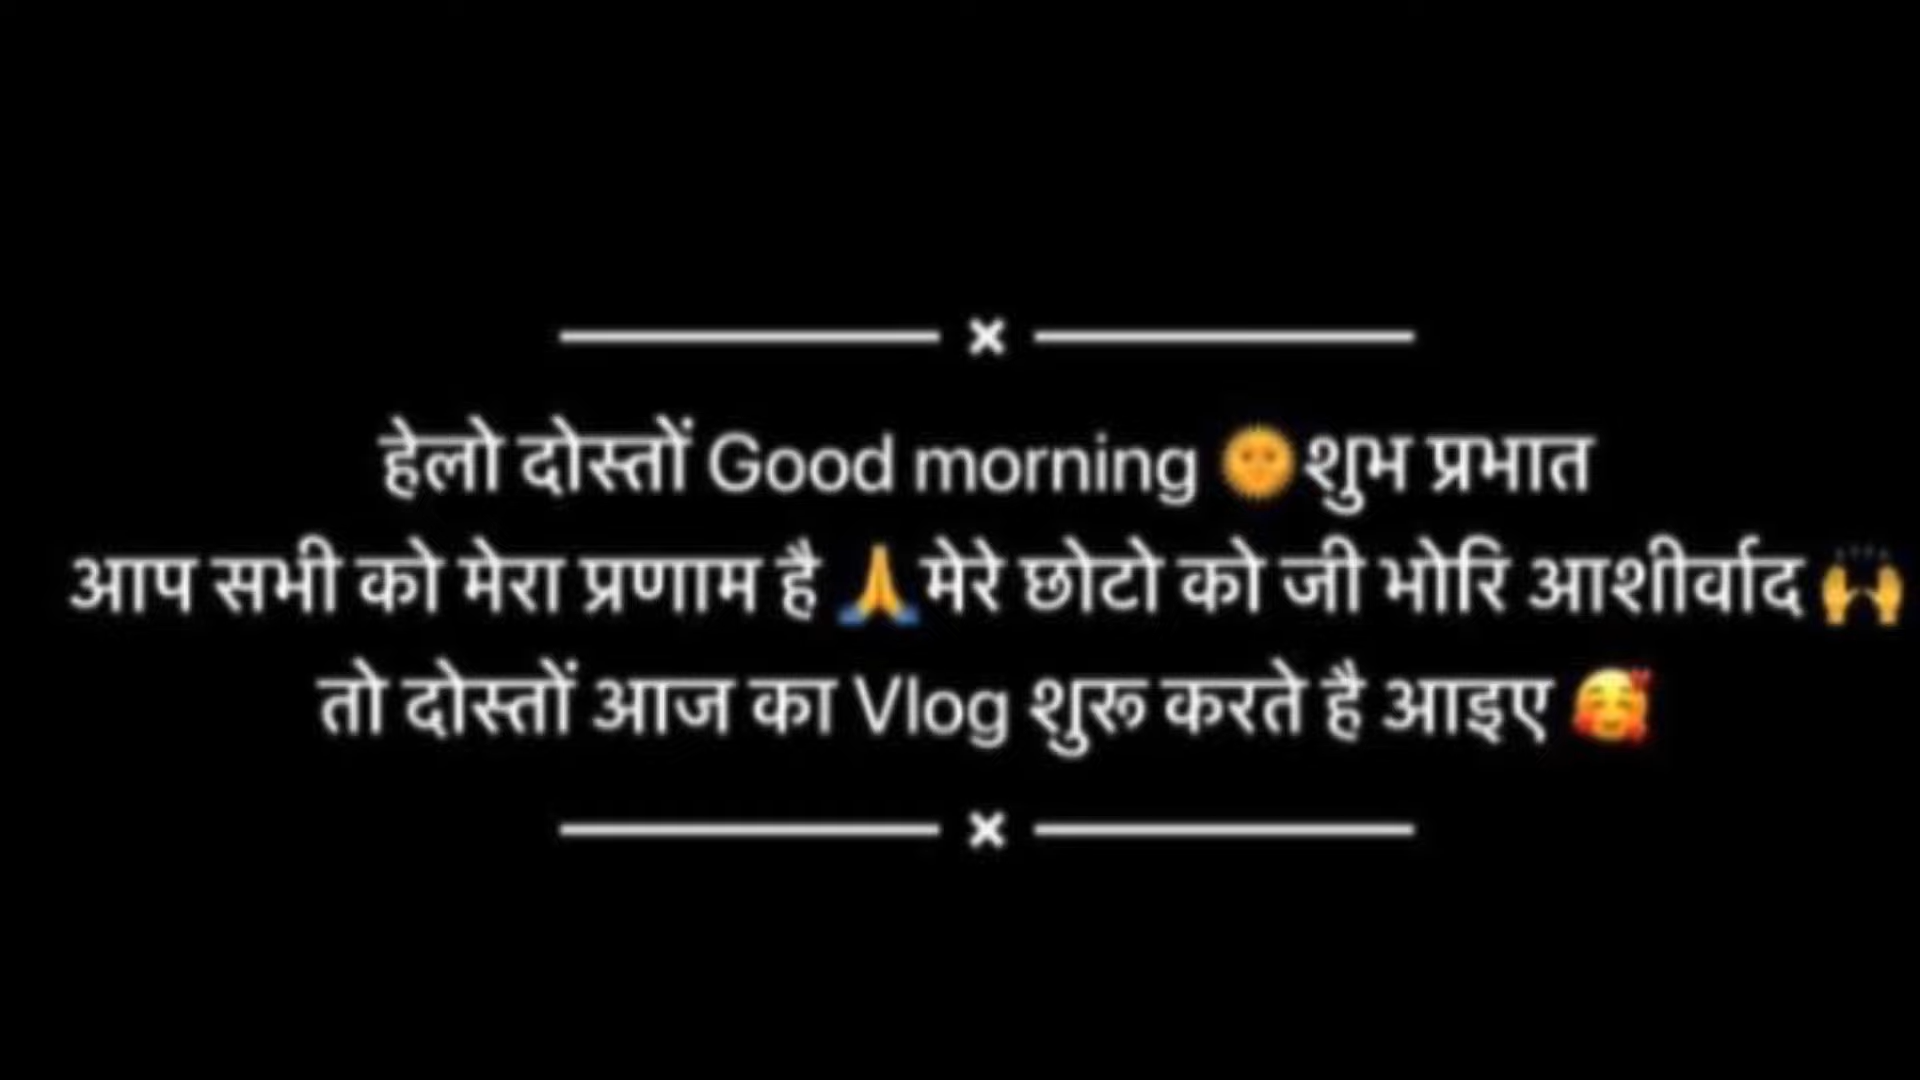 हेलो दोस्तों Good morning 🌞शुभ प्रभात
आप सभी को मेरा प्रणाम है 🙏मेरे छोटो को जी भोरि आशीर्वाद 🙌
तो दोस्तों आज का Vlog शुरू करते है आइए 🥰